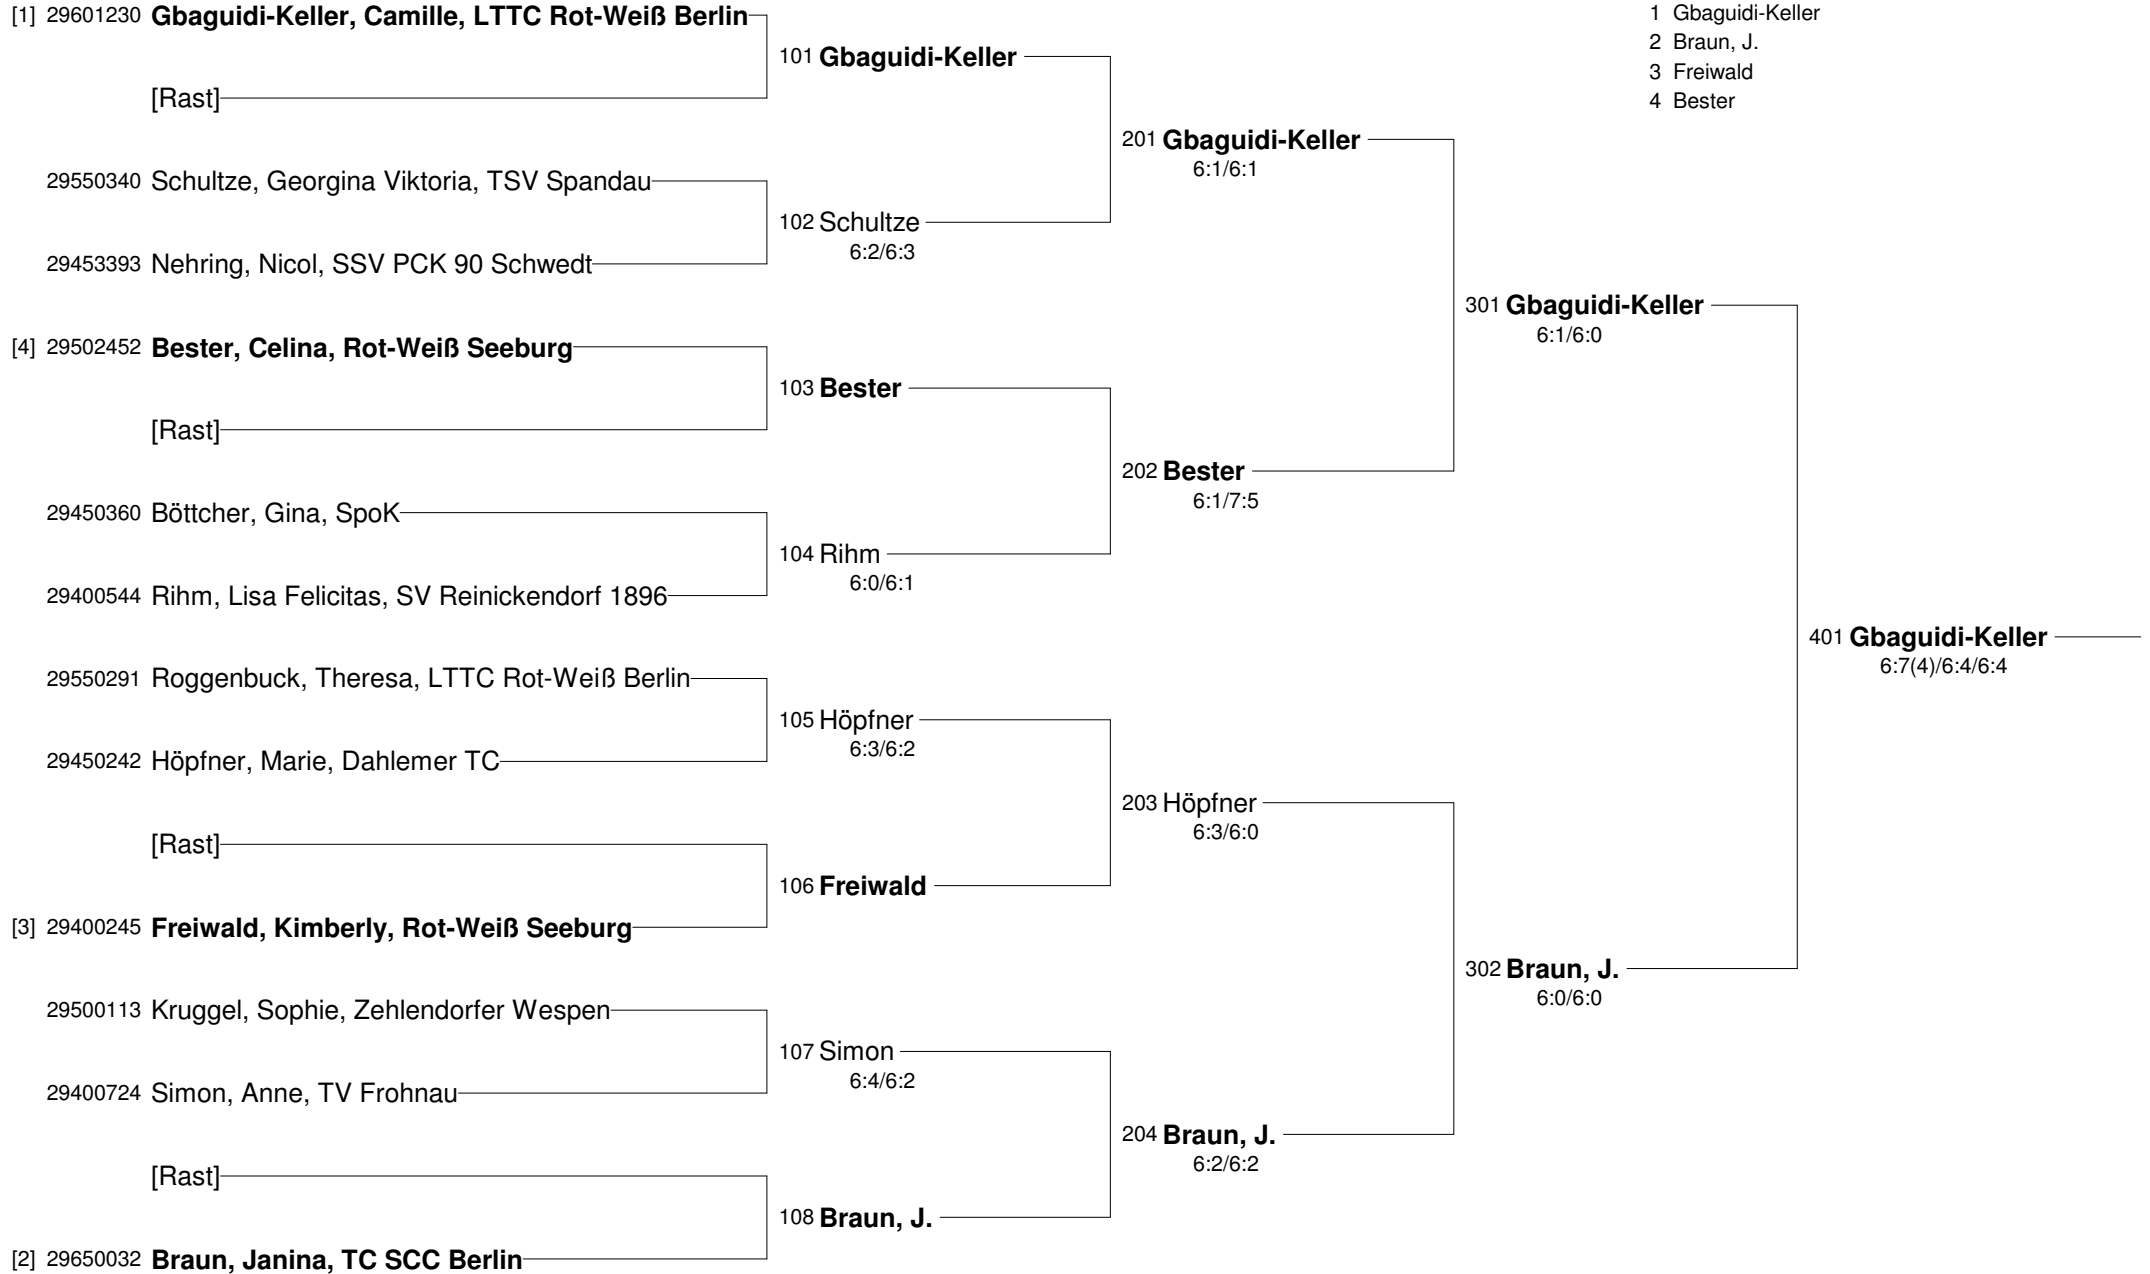 [1] 29601230 Gbaguidi-Keller, Camille, LTTC Rot-Weiß Berlin
[Rast]
29550340 Schultze, Georgina Viktoria, TSV Spandau
29453393 Nehring, Nicol, SSV PCK 90 Schwedt
[4] 29502452 Bester, Celina, Rot-Weiß Seeburg
[Rast]
29450360 Böttcher, Gina, SpoK
29400544 Rihm, Lisa Felicitas, SV Reinickendorf 1896
29550291 Roggenbuck, Theresa, LTTC Rot-Weiß Berlin
29450242 Höpfner, Marie, Dahlemer TC
[Rast]
[3] 29400245 Freiwald, Kimberly, Rot-Weiß Seeburg
29500113 Kruggel, Sophie, Zehlendorfer Wespen
29400724 Simon, Anne, TV Frohnau
[Rast]
[2] 29650032 Braun, Janina, TC SCC Berlin
101 Gbaguidi-Keller
102 Schultze
6:2/6:3
103 Bester
104 Rihm
6:0/6:1
105 Höpfner
6:3/6:2
106 Freiwald
107 Simon
6:4/6:2
108 Braun, J.
201 Gbaguidi-Keller
6:1/6:1
202 Bester
6:1/7:5
203 Höpfner
6:3/6:0
204 Braun, J.
6:2/6:2
301 Gbaguidi-Keller
6:1/6:0
302 Braun, J.
6:0/6:0
401 Gbaguidi-Keller
6:7(4)/6:4/6:4
1 Gbaguidi-Keller
2 Braun, J.
3 Freiwald
4 Bester